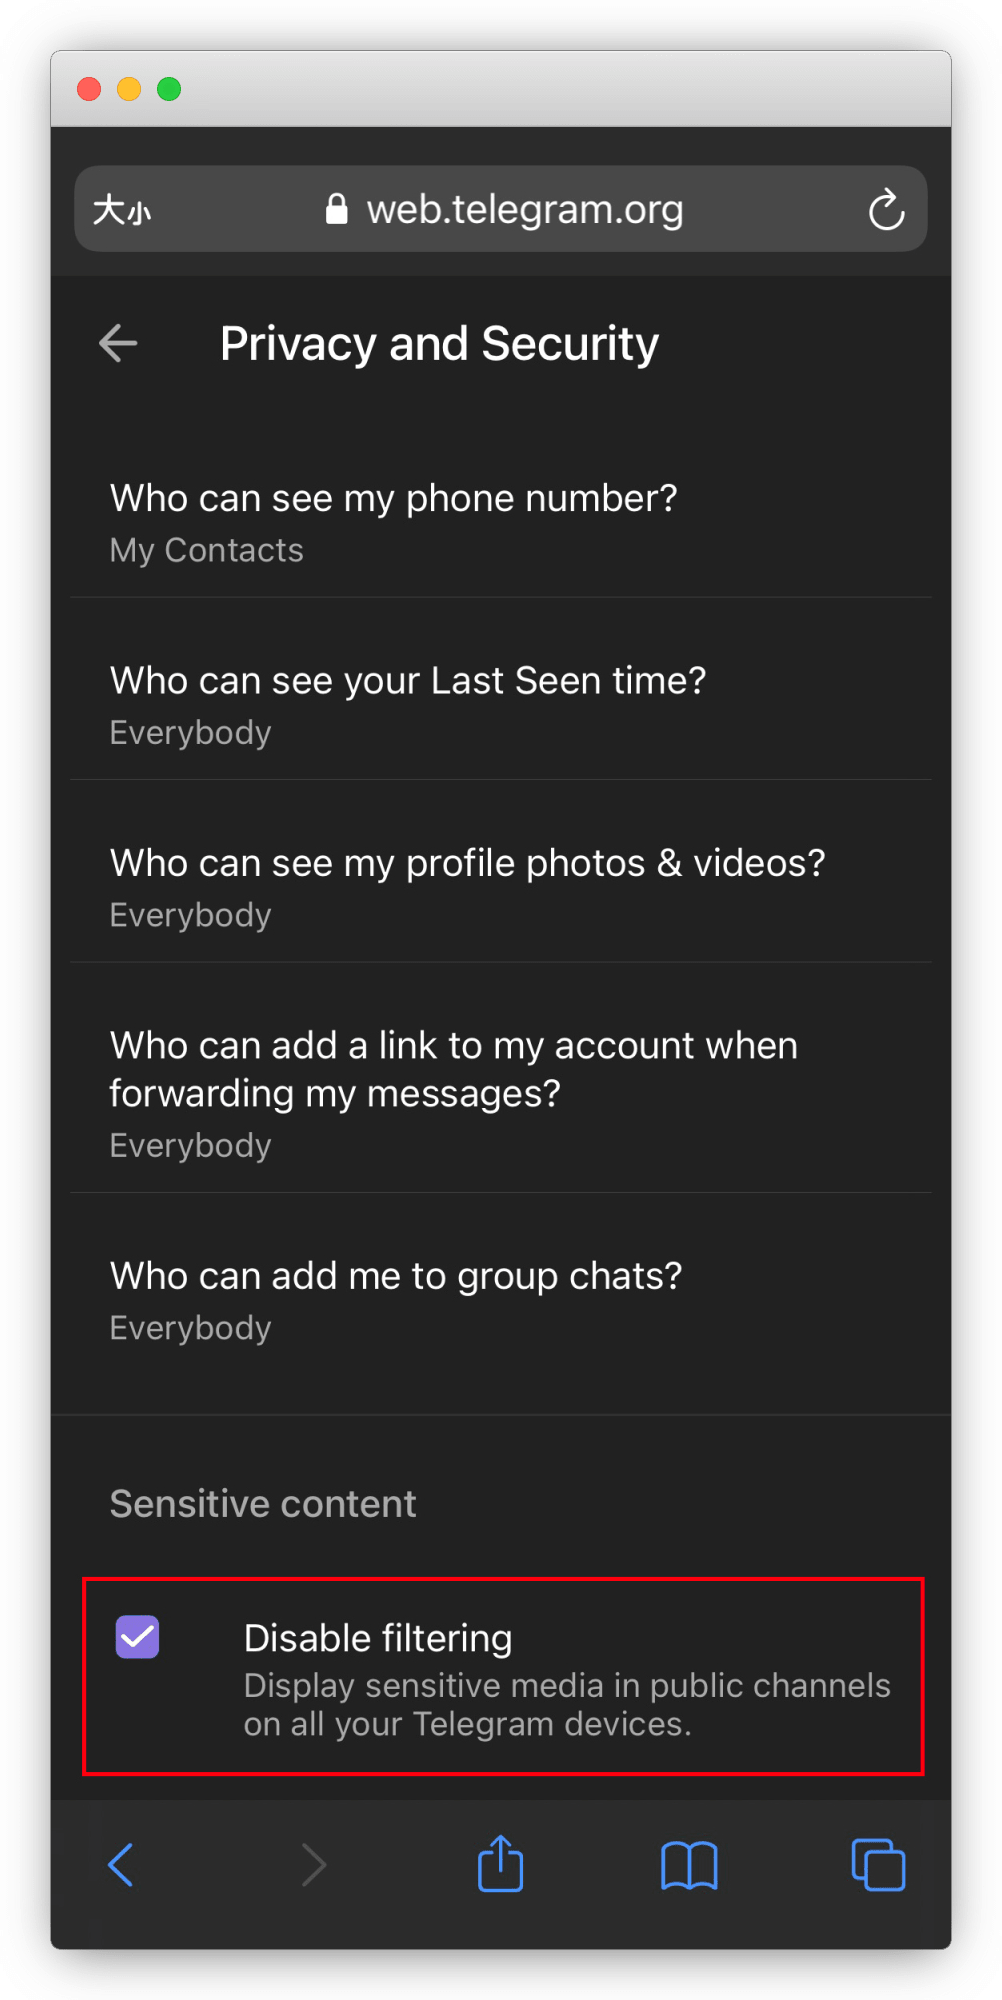 大小 web.telegram.org
Privacy and Security
Who can see my phone number?
My Contacts
Who can see your Last Seen time?
Everybody
Who can see my profile photos & videos?
Everybody
Who can add a link to my account when
forwarding my messages?
Everybody
Who can add me to group chats?
Everybody
Sensitive content
Disable filtering
Display sensitive media in public channels
on all your Telegram devices.